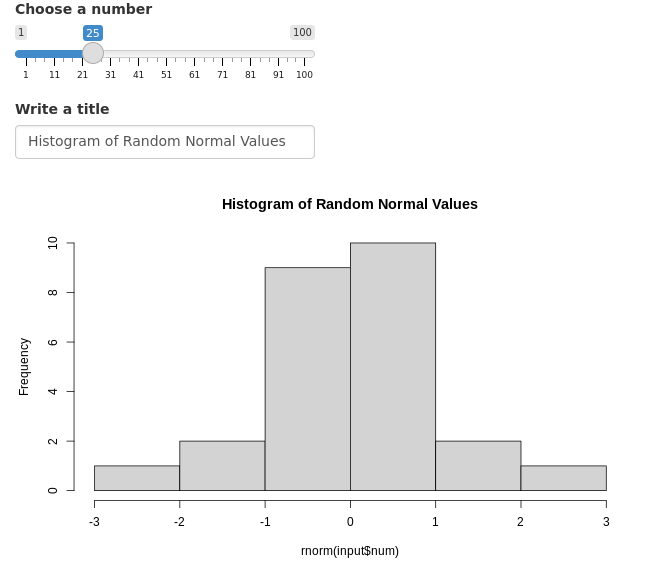 Choose a number
1 25 100
1 11 21 31 41 51 61 71 81 91 100
Write a title
Histogram of Random Normal Values
Histogram of Random Normal Values
10
8
6
4
2
0
Frequency
-3 -2 -1 0 1 2 3
rnorm(input$num)